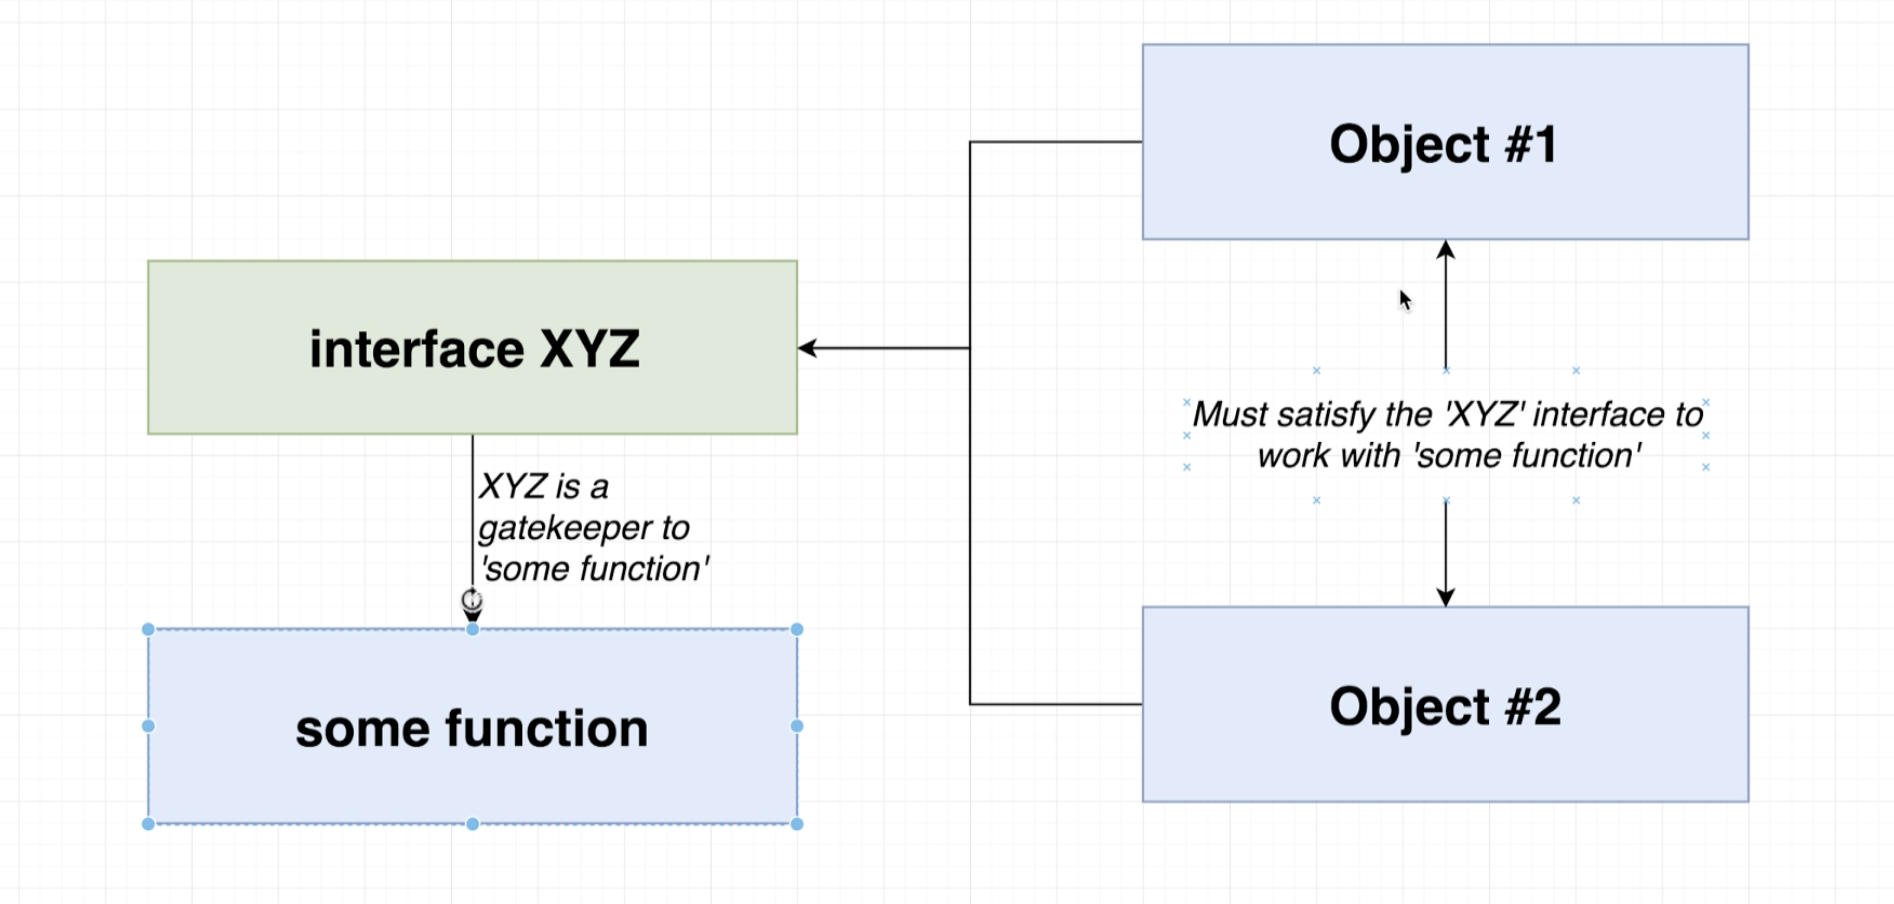 Object #1
interface XYZ
Must satisfy the 'XYZ' interface to
work with 'some function'
XYZ is a
gatekeeper to
'some function'
some function
Object #2